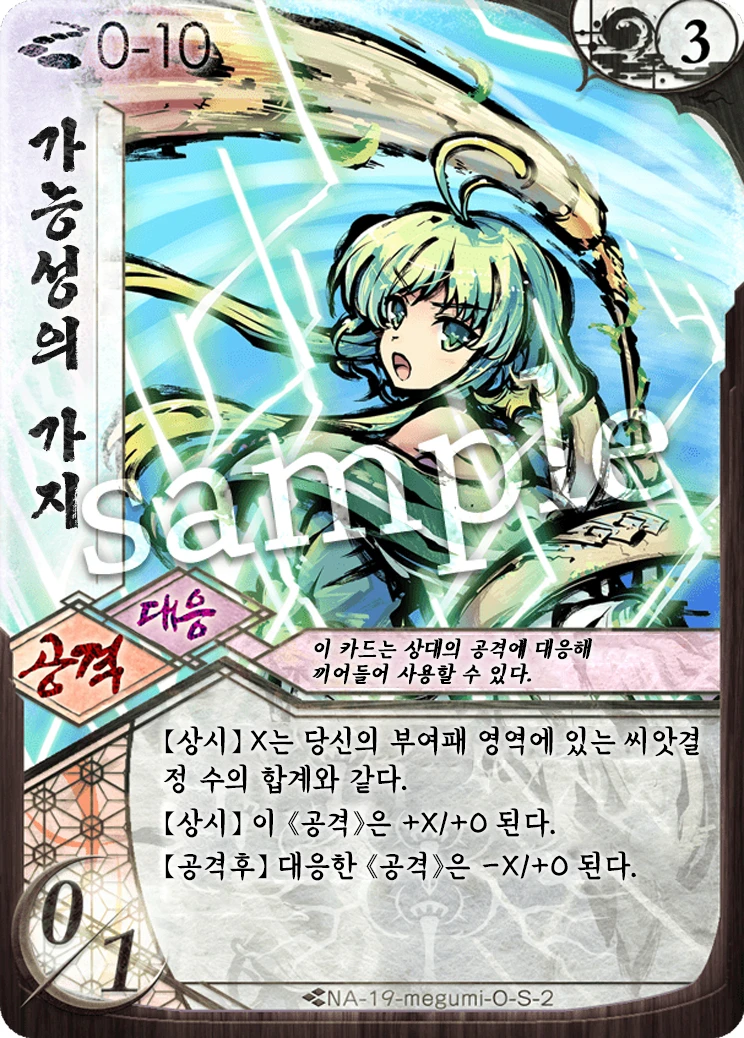 0-10
3
가능성의 가지
sample
대응
공격
이 카드는 상대의 공격에 대응해
끼어들어 사용할 수 있다.
【상시】X는 당신의 부여패 영역에 있는 씨앗결
정 수의 합계와 같다.
【상시】이 《공격》은 +X/+0 된다.
【공격후】대응한 《공격》은 -X/+0 된다.
0/1
NA-19-megumi-O-S-2